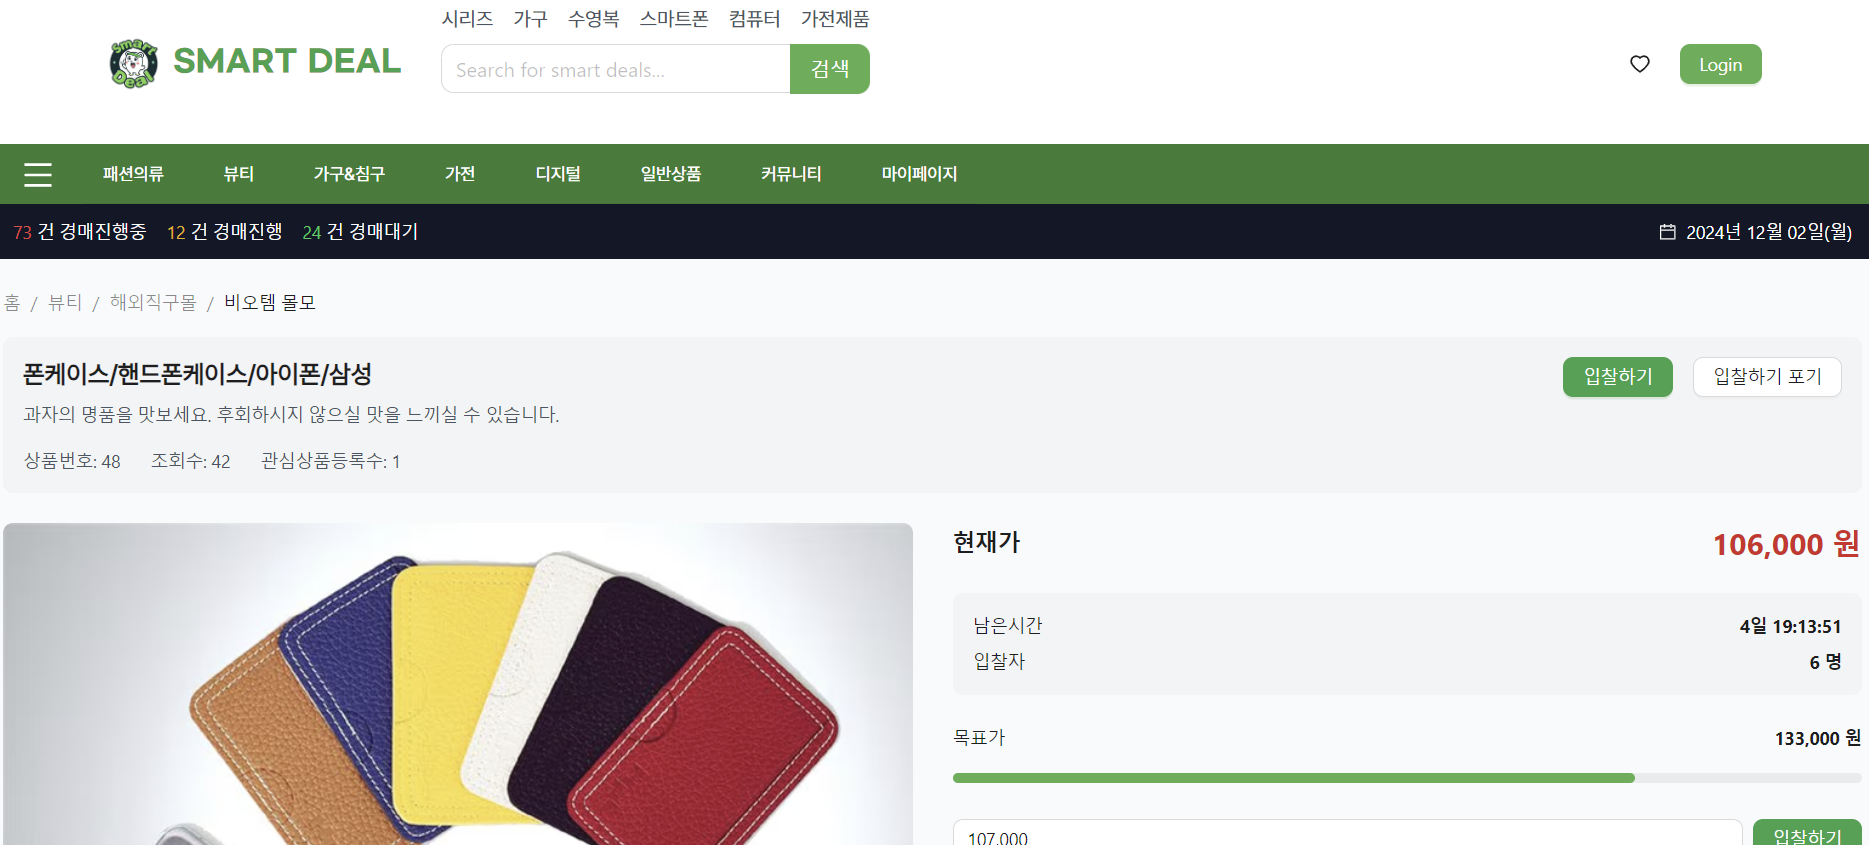 시리즈 가구 수영복 스마트폰 컴퓨터 가전제품
Smart Deal
SMART DEAL
Search for smart deals...
검색
Login
패션의류 뷰티 가구&침구 가전 디지털 일반상품 커뮤니티 마이페이지
73 건 경매진행중 12 건 경매진행 24 건 경매대기
2024년 12월 02일(월)
홈 / 뷰티 / 해외직구몰 / 비오템 몰모
폰케이스/핸드폰케이스/아이폰/삼성
입찰하기
입찰하기 포기
과자의 명품을 맛보세요. 후회하시지 않으실 맛을 느끼실 수 있습니다.
상품번호: 48 조회수: 42 관심상품등록수: 1
현재가
106,000 원
남은시간
4일 19:13:51
입찰자
6 명
목표가
133,000 원
107,000
입찰하기